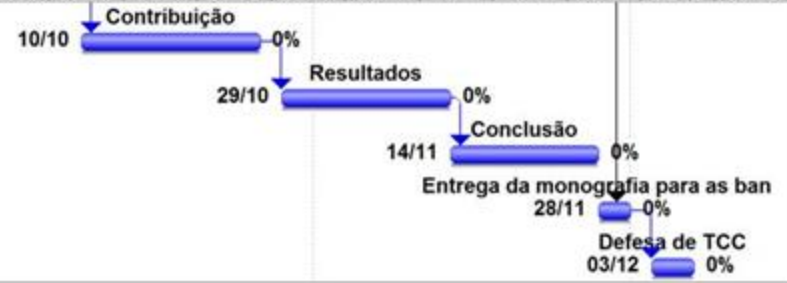 Contribuição
10/10 0%
Resultados
29/10 0%
Conclusão
14/11 0%
Entrega da monografia para as ban
28/11 0%
Defesa de TCC
03/12 0%